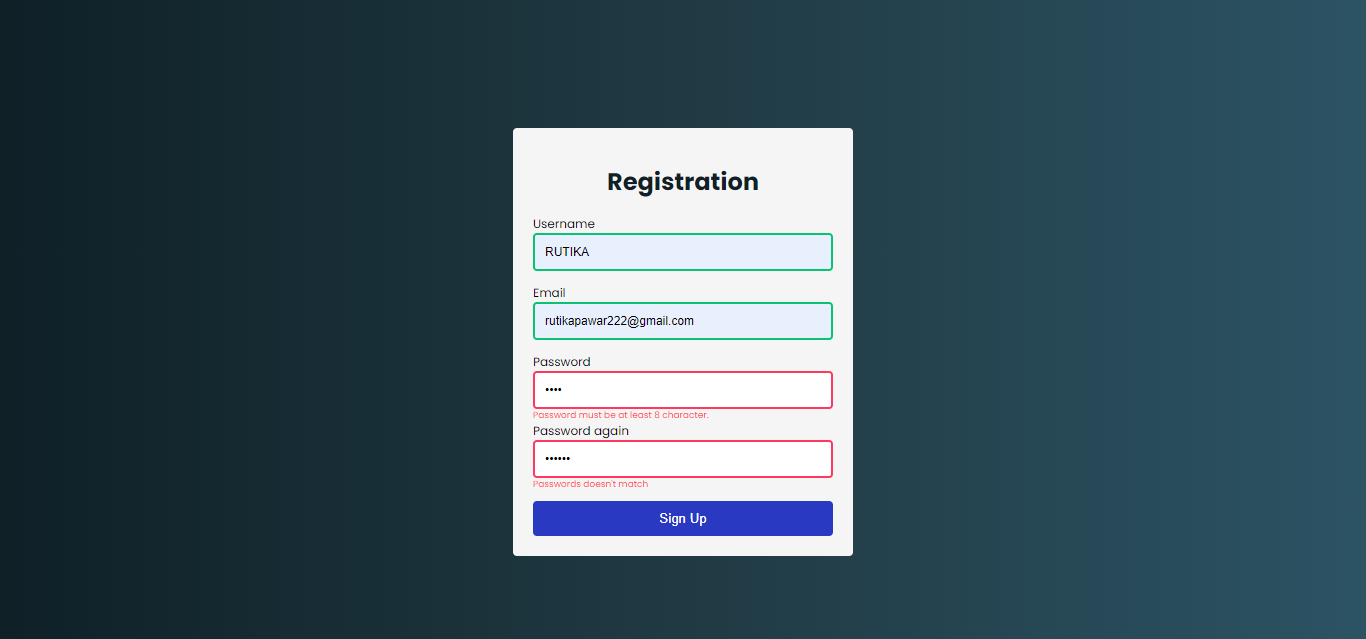 Registration
Username
RUTIKA
Email
rutikapawar222@gmail.com
Password
••••
Password must be at least 8 character.
Password again
••••••
Passwords doesn't match
Sign Up